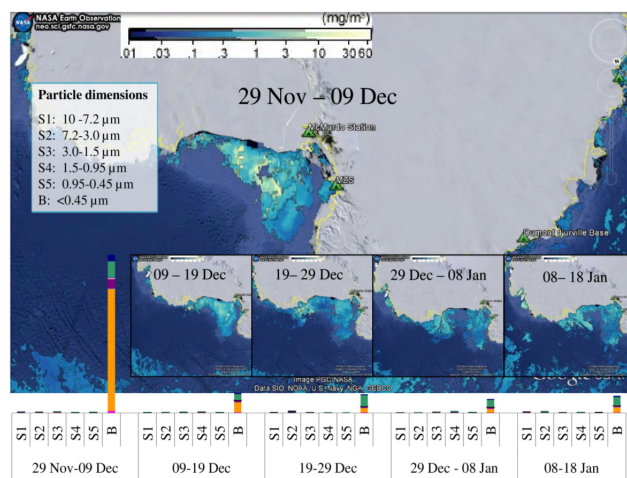 NASA Earth Observation
neo.sci.gsfc.nasa.gov
(mg/m³)
.01 .03 .1 1 3 10 30 60
Particle dimensions
S1: 10 -7.2 µm
S2: 7.2-3.0 µm
S3: 3.0-1.5 µm
S4: 1.5-0.95 µm
S5: 0.95-0.45 µm
B: <0.45 µm
29 Nov – 09 Dec
McMurdo Station
MZS
Dumont d'urville Base
09 – 19 Dec
19– 29 Dec
29 Dec – 08 Jan
08– 18 Jan
Image PGC/NASA
Data SIO, NOAA, U.S. Navy, NGA, GEBCO
Google earth
S1 S2 S3 S4 S5 B S1 S2 S3 S4 S5 B S1 S2 S3 S4 S5 B S1 S2 S3 S4 S5 B S1 S2 S3 S4 S5 B
29 Nov-09 Dec 09-19 Dec 19-29 Dec 29 Dec - 08 Jan 08-18 Jan